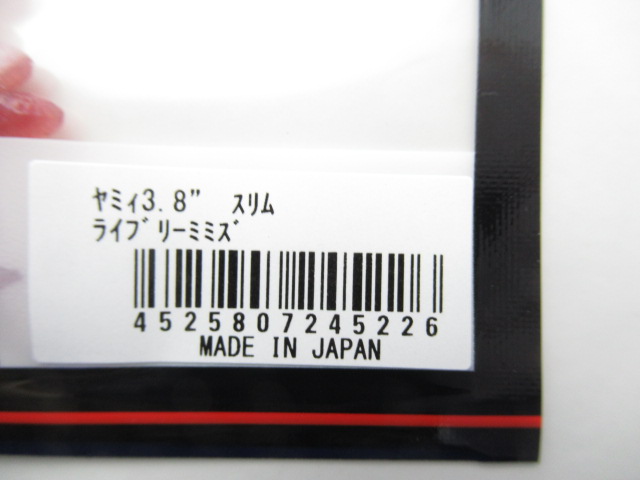 ﾔﾐｨ3.8" ｽﾘﾑ
ﾗｲﾌﾞﾘｰﾐﾐｽﾞ
4525807245226
MADE IN JAPAN